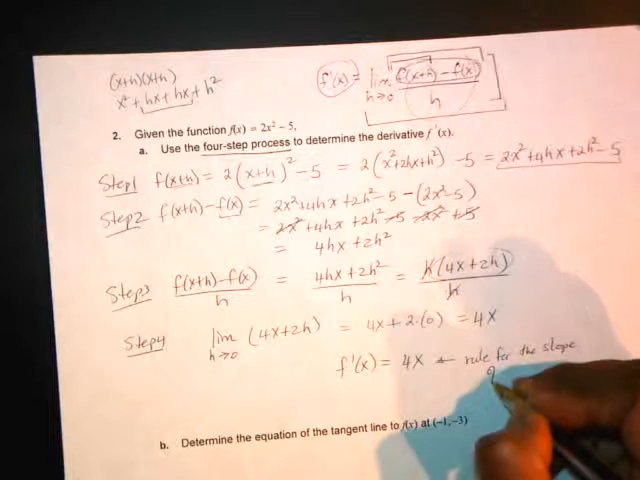 (x+h)(x+h)
x² + hx + hx + h²
f'(x) = lim h→0 [ f(x+h) - f(x) / h ]
2. Given the function f(x) = 2x² – 5,
a. Use the four-step process to determine the derivative f'(x).
Step1 f(x+h) = 2(x+h)² - 5 = 2(x²+2hx+h²) - 5 = 2x²+4hx+2h²-5
Step2 f(x+h)-f(x) = 2x²+4hx+2h²-5-(2x²-5)
= 2x²+4hx+2h²-5-2x²+5
= 4hx+2h²
Step3 f(x+h)-f(x) / h = 4hx+2h² / h = h(4x+2h) / h
Step4 lim h→0 (4x+2h) = 4x+2·(0) = 4x
f'(x) = 4x ← rule for the slope
b. Determine the equation of the tangent line to f(x) at (–1,–3)